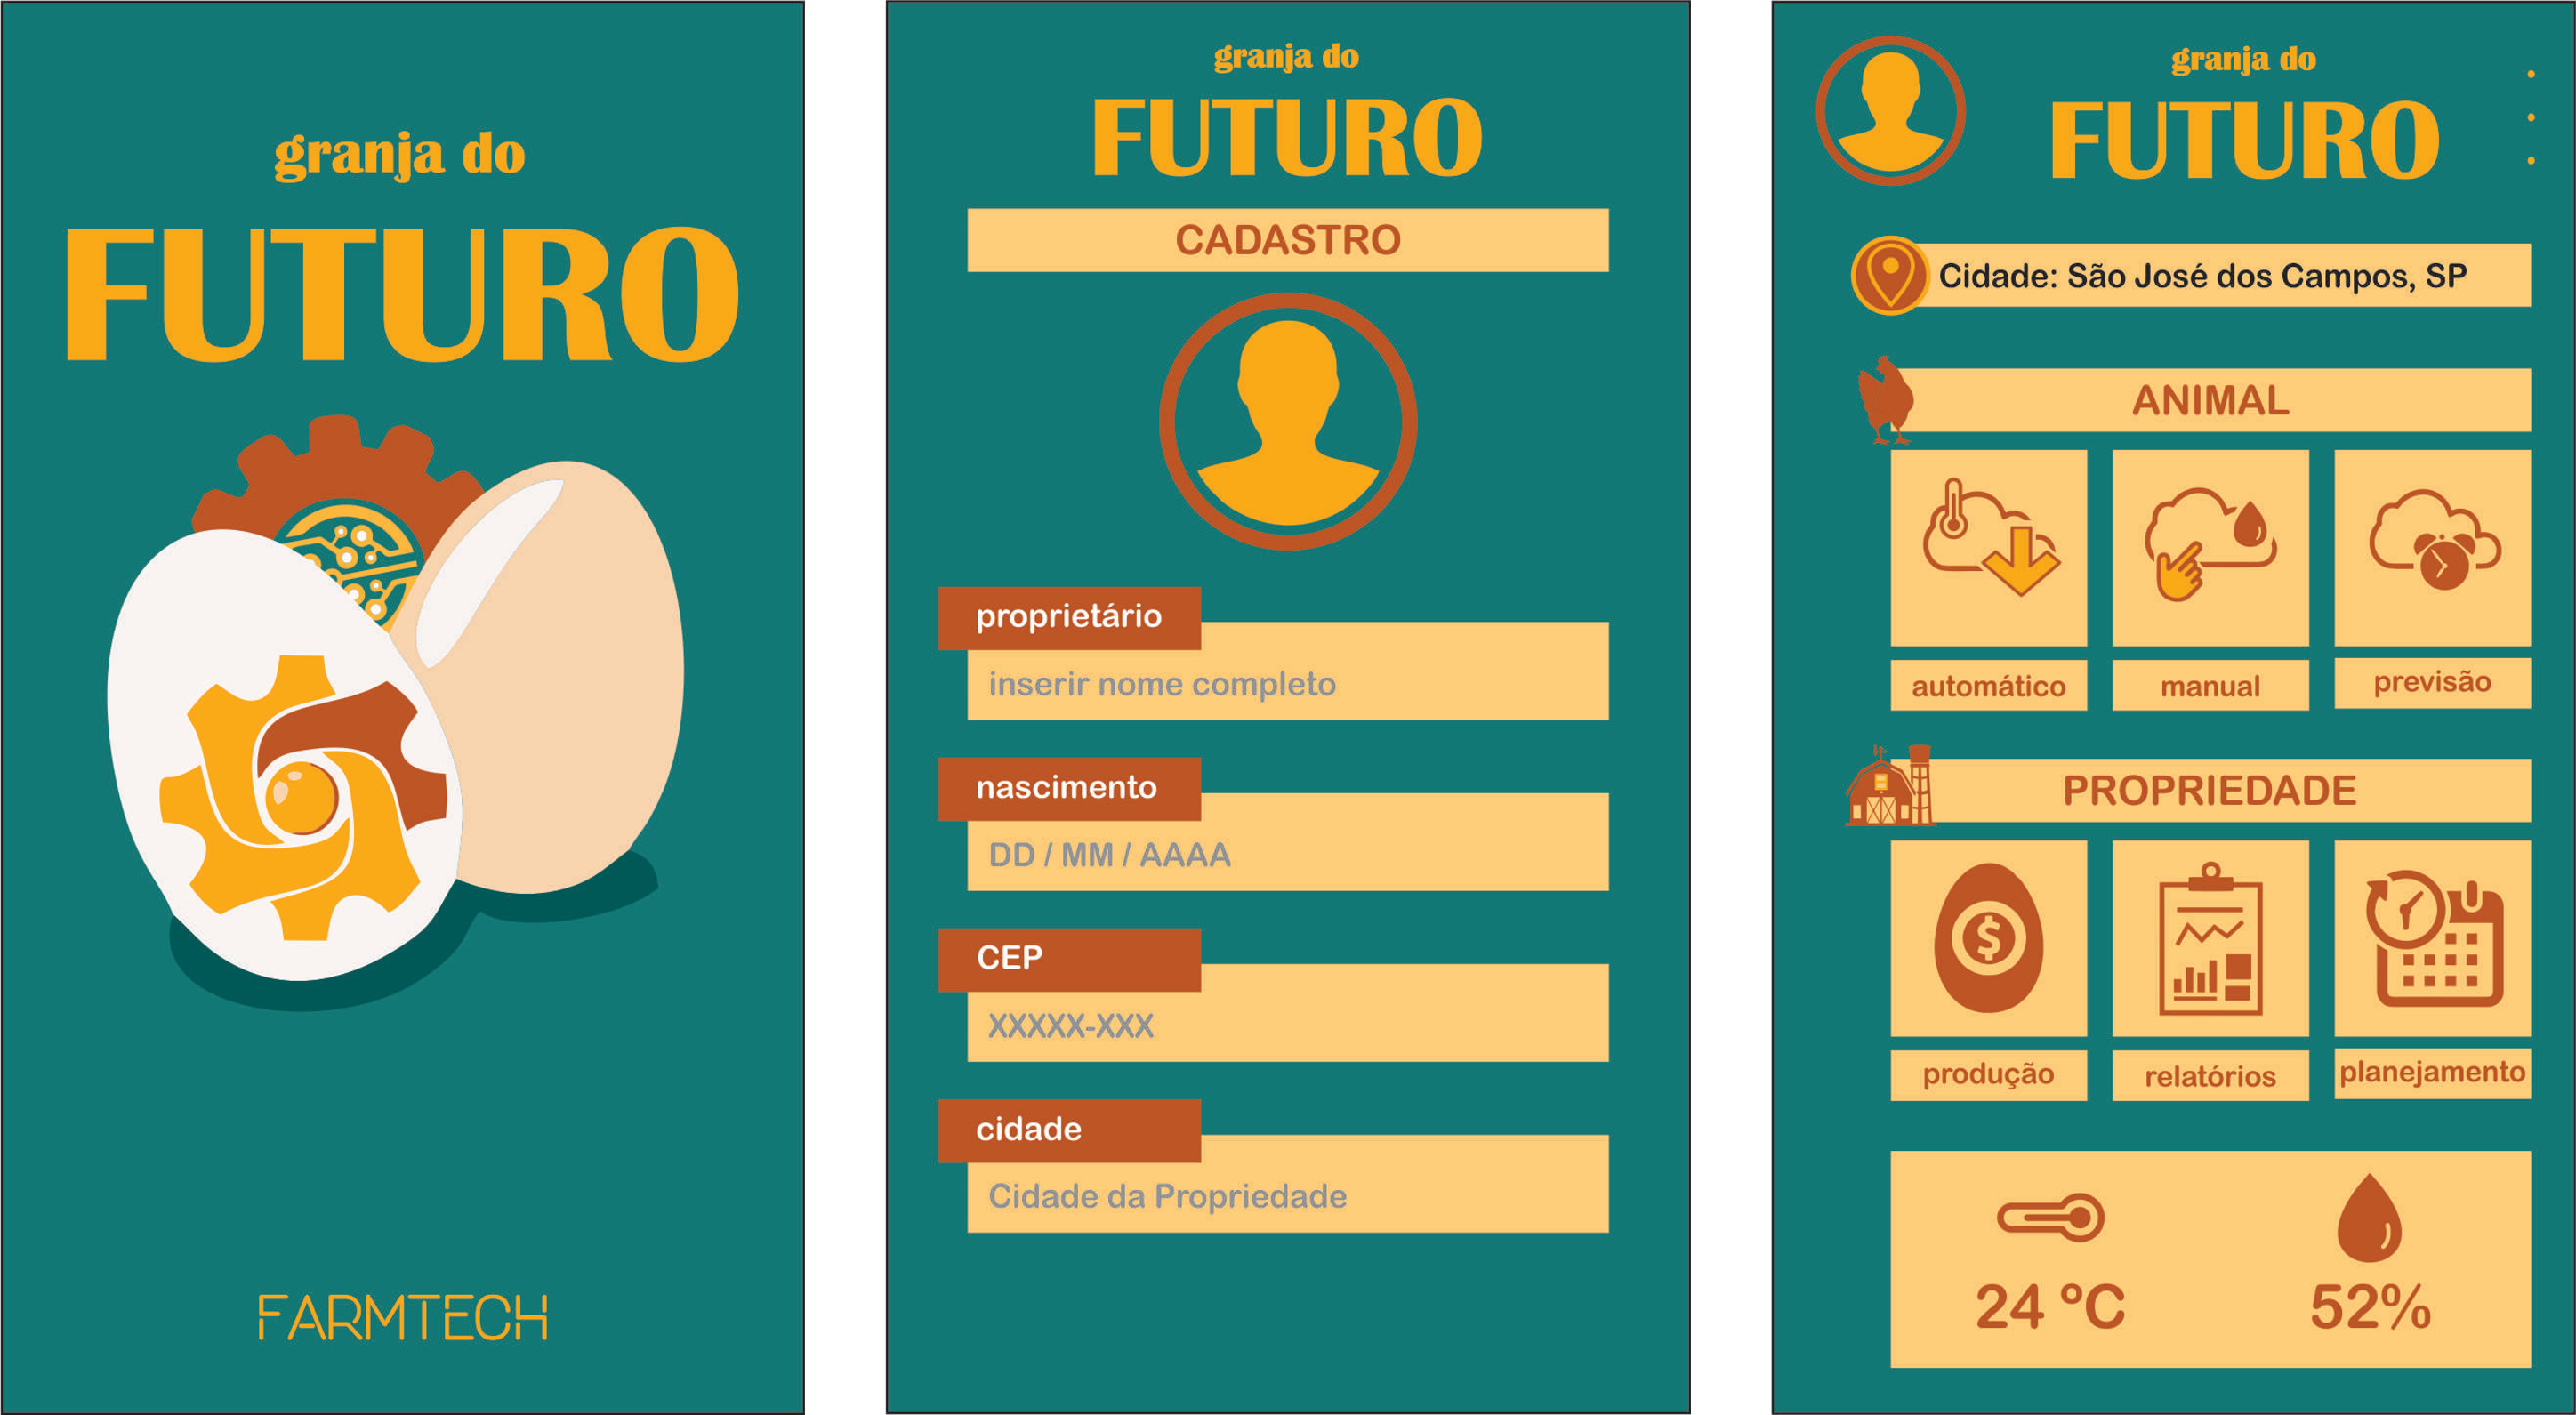 granja do
FUTURO
FARMTECH
granja do
FUTURO
CADASTRO
proprietário
inserir nome completo
nascimento
DD / MM / AAAA
CEP
XXXXX-XXX
cidade
Cidade da Propriedade
granja do
FUTURO
Cidade: São José dos Campos, SP
ANIMAL
automático manual previsão
PROPRIEDADE
$
produção relatórios planejamento
24 ºC 52%